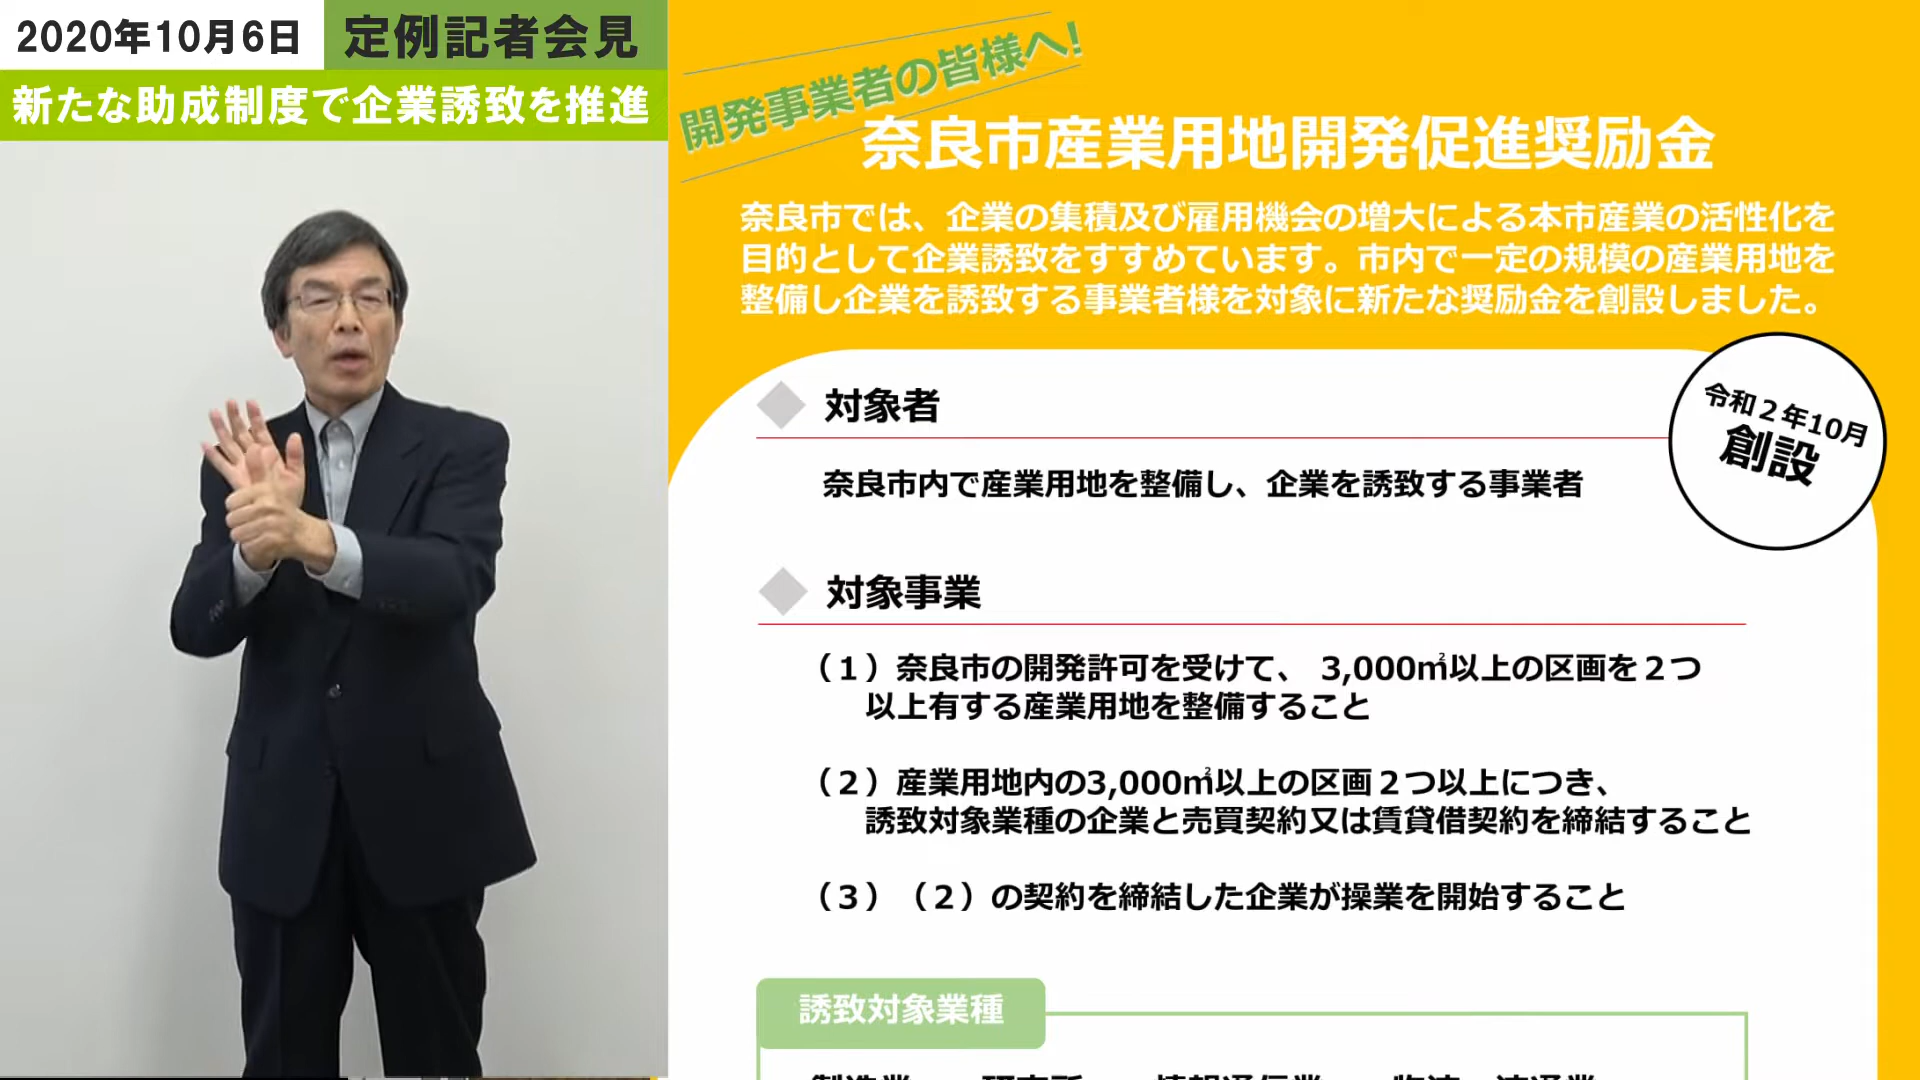 2020年10月6日
定例記者会見
新たな助成制度で企業誘致を推進
開発事業者の皆様へ!
奈良市産業用地開発促進奨励金
奈良市では、企業の集積及び雇用機会の増大による本市産業の活性化を
目的として企業誘致をすすめています。市内で一定の規模の産業用地を
整備し企業を誘致する事業者様を対象に新たな奨励金を創設しました。
令和２年10月
創設
対象者
奈良市内で産業用地を整備し、企業を誘致する事業者
対象事業
（１）奈良市の開発許可を受けて、 3,000㎡以上の区画を２つ
以上有する産業用地を整備すること
（２）産業用地内の3,000㎡以上の区画２つ以上につき、
誘致対象業種の企業と売買契約又は賃貸借契約を締結すること
（３）（２）の契約を締結した企業が操業を開始すること
誘致対象業種